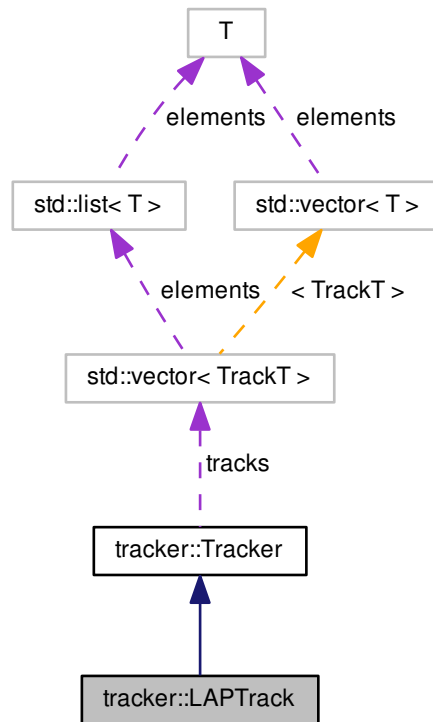 T
elements
elements
std::list< T >
std::vector< T >
elements
< TrackT >
std::vector< TrackT >
tracks
tracker::Tracker
tracker::LAPTrack